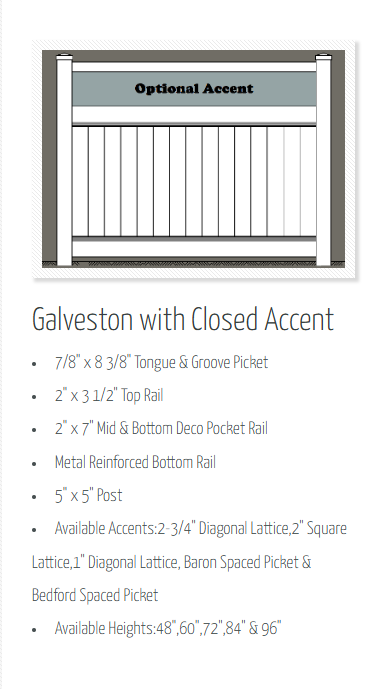 Optional Accent
Galveston with Closed Accent
• 7/8" x 8 3/8" Tongue & Groove Picket
• 2" x 3 1/2" Top Rail
• 2" x 7" Mid & Bottom Deco Pocket Rail
• Metal Reinforced Bottom Rail
• 5" x 5" Post
• Available Accents:2-3/4" Diagonal Lattice,2" Square
Lattice,1" Diagonal Lattice, Baron Spaced Picket &
Bedford Spaced Picket
• Available Heights:48",60",72",84" & 96"